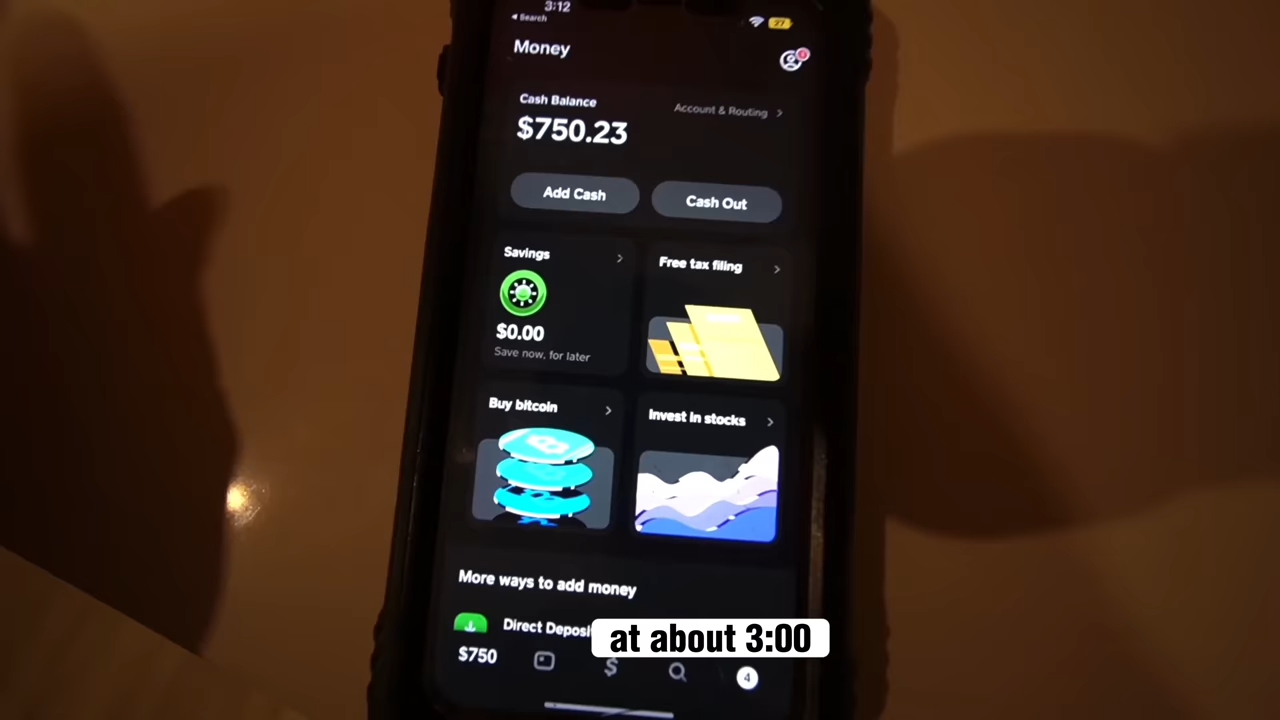 3:12
Search
27
Money
Cash Balance
Account & Routing
$750.23
Add Cash
Cash Out
Savings
Free tax filing
$0.00
Save now, for later
Buy bitcoin
Invest in stocks
More ways to add money
Direct Deposi
at about 3:00
$750
$
4